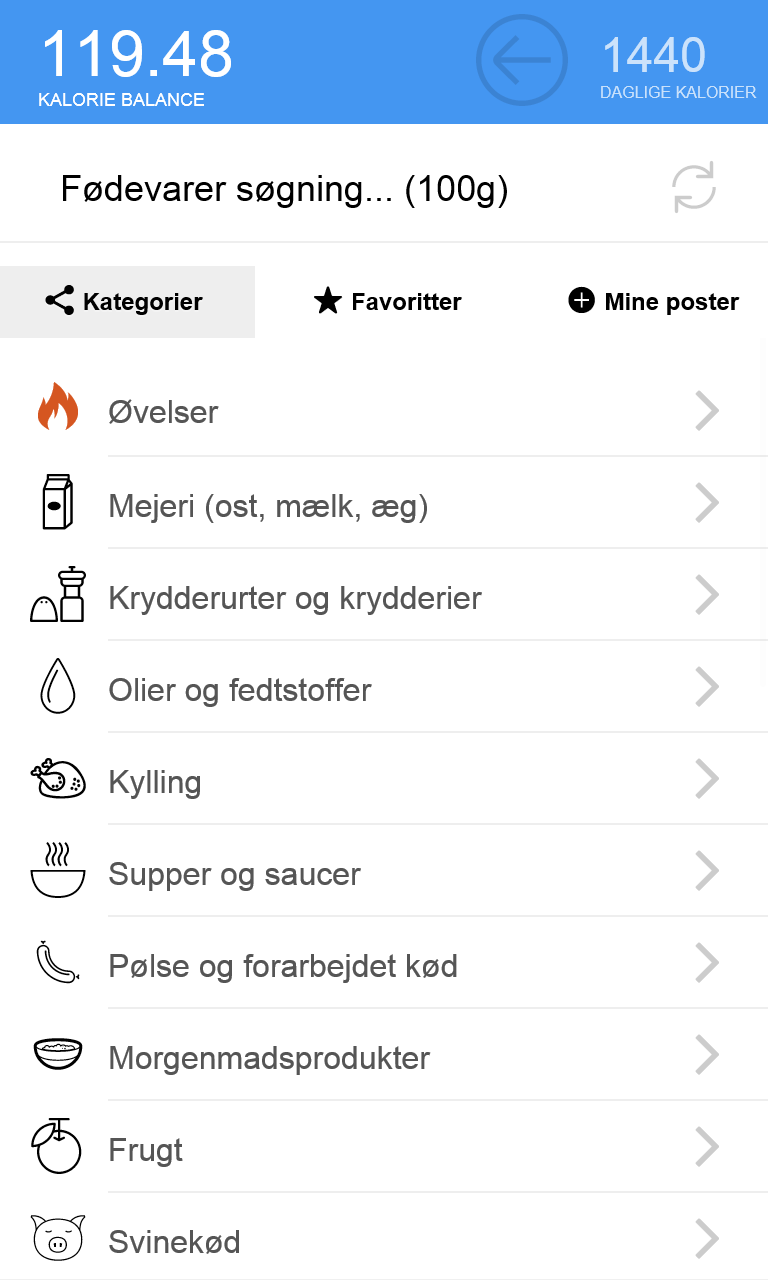 119.48
KALORIE BALANCE
1440
DAGLIGE KALORIER
Fødevarer søgning... (100g)
Kategorier
Favoritter
Mine poster
Øvelser
Mejeri (ost, mælk, æg)
Krydderurter og krydderier
Olier og fedtstoffer
Kylling
Supper og saucer
Pølse og forarbejdet kød
Morgenmadsprodukter
Frugt
Svinekød